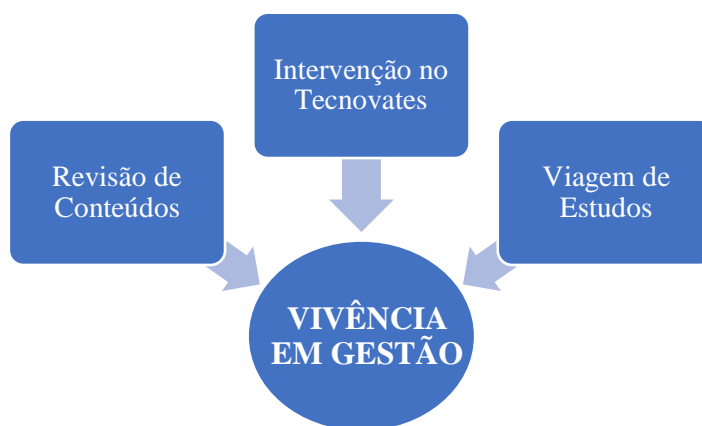 Intervenção no
Tecnovates
Revisão de
Conteúdos
Viagem de
Estudos
VIVÊNCIA
EM GESTÃO